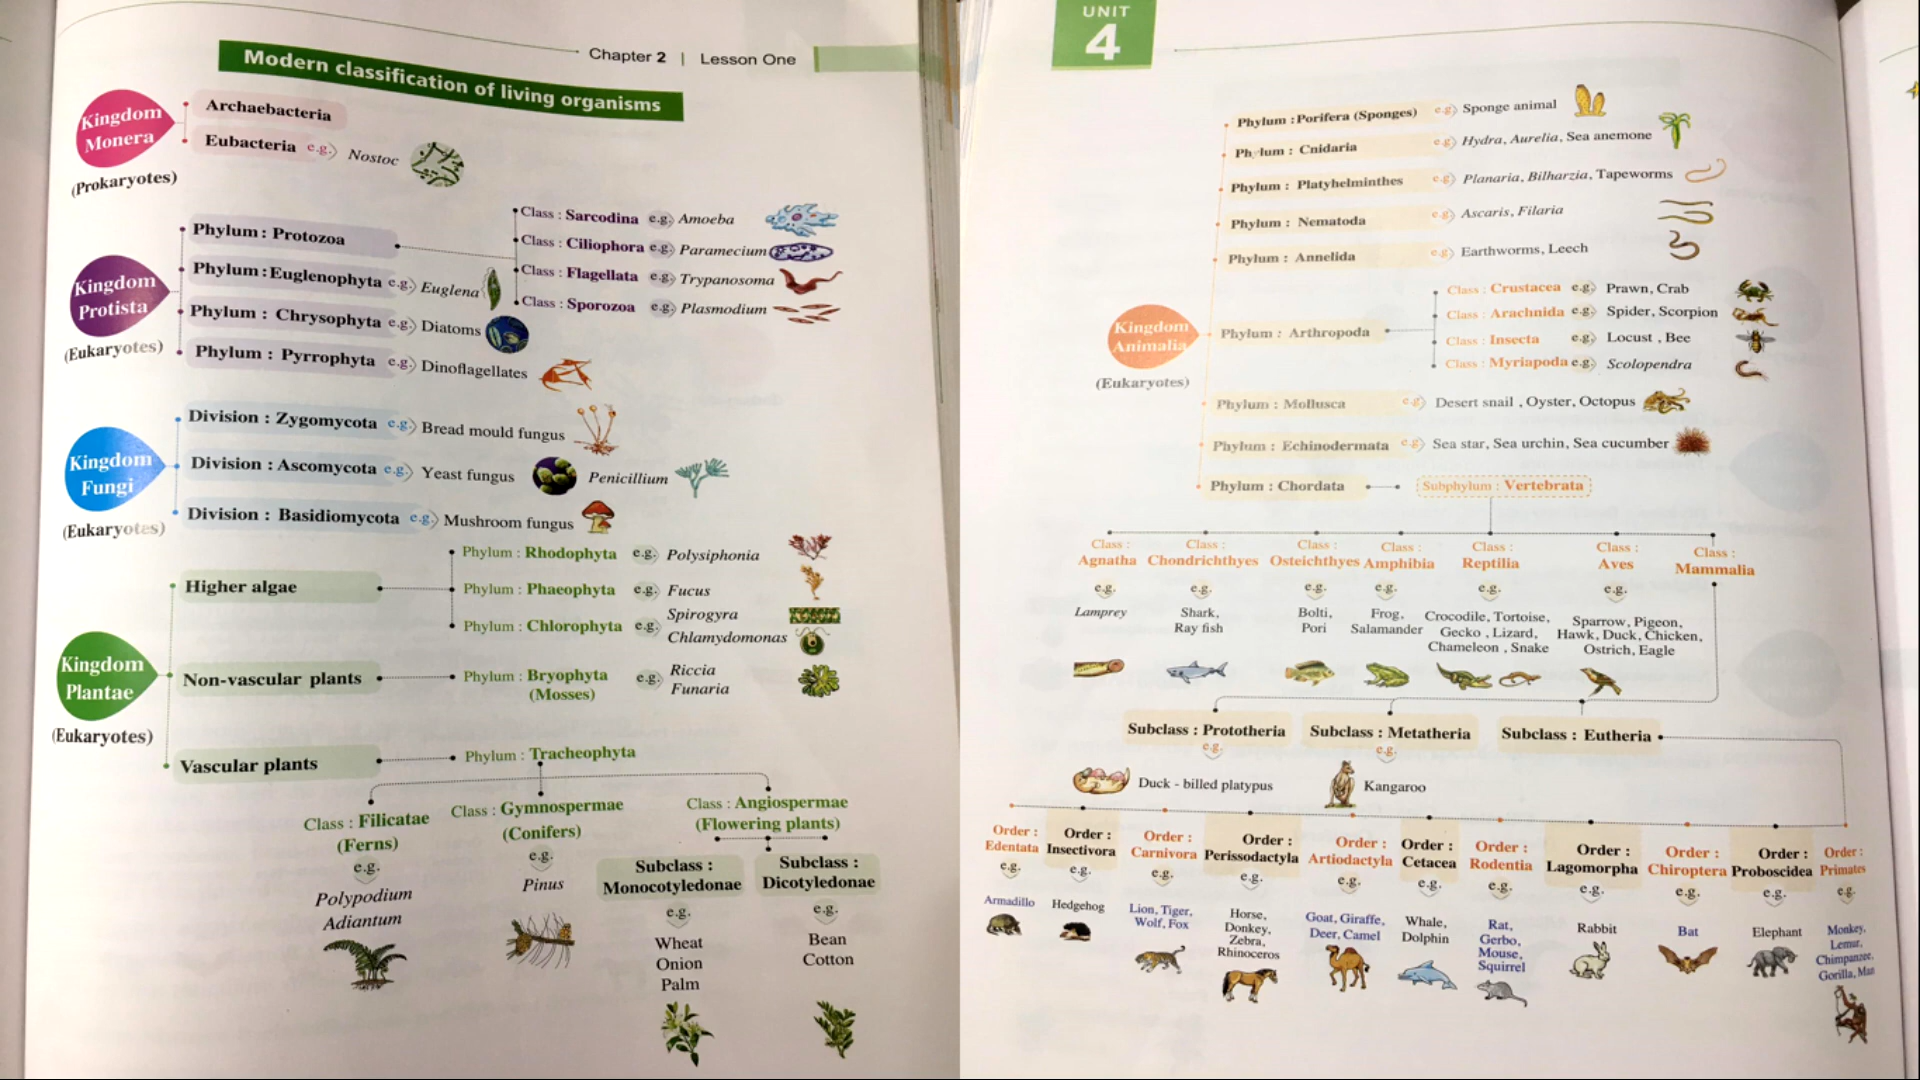 Chapter 2 | Lesson One
Modern classification of living organisms
Kingdom
Monera
(Prokaryotes)
Archaebacteria
Eubacteria e.g. Nostoc
Kingdom
Protista
(Eukaryotes)
Phylum : Protozoa
Class : Sarcodina e.g. Amoeba
Class : Ciliophora e.g. Paramecium
Class : Flagellata e.g. Trypanosoma
Class : Sporozoa e.g. Plasmodium
Phylum : Euglenophyta e.g. Euglena
Phylum : Chrysophyta e.g. Diatoms
Phylum : Pyrrophyta e.g. Dinoflagellates
Kingdom
Fungi
(Eukaryotes)
Division : Zygomycota e.g. Bread mould fungus
Division : Ascomycota e.g. Yeast fungus Penicillium
Division : Basidiomycota e.g. Mushroom fungus
Kingdom
Plantae
(Eukaryotes)
Higher algae
Phylum : Rhodophyta e.g. Polysiphonia
Phylum : Phaeophyta e.g. Fucus
Phylum : Chlorophyta e.g. Spirogyra
Chlamydomonas
Non-vascular plants
Phylum : Bryophyta e.g. Riccia
(Mosses) Funaria
Vascular plants
Phylum : Tracheophyta
Class : Filicatae
(Ferns)
e.g.
Polypodium
Adiantum
Class : Gymnospermae
(Conifers)
e.g.
Pinus
Class : Angiospermae
(Flowering plants)
Subclass :
Monocotyledonae
e.g.
Wheat
Onion
Palm
Subclass :
Dicotyledonae
e.g.
Bean
Cotton
UNIT
4
Kingdom
Animalia
(Eukaryotes)
Phylum : Porifera (Sponges) e.g. Sponge animal
Phylum : Cnidaria e.g. Hydra, Aurelia, Sea anemone
Phylum : Platyhelminthes e.g. Planaria, Bilharzia, Tapeworms
Phylum : Nematoda e.g. Ascaris, Filaria
Phylum : Annelida e.g. Earthworms, Leech
Phylum : Arthropoda
Class : Crustacea e.g. Prawn, Crab
Class : Arachnida e.g. Spider, Scorpion
Class : Insecta e.g. Locust , Bee
Class : Myriapoda e.g. Scolopendra
Phylum : Mollusca e.g. Desert snail , Oyster, Octopus
Phylum : Echinodermata e.g. Sea star, Sea urchin, Sea cucumber
Phylum : Chordata Subphylum : Vertebrata
Class :
Agnatha
e.g.
Lamprey
Class :
Chondrichthyes
e.g.
Shark,
Ray fish
Class :
Osteichthyes
e.g.
Bolti,
Pori
Class :
Amphibia
e.g.
Frog,
Salamander
Class :
Reptilia
e.g.
Crocodile, Tortoise,
Gecko , Lizard,
Chameleon , Snake
Class :
Aves
e.g.
Sparrow, Pigeon,
Hawk, Duck, Chicken,
Ostrich, Eagle
Class :
Mammalia
Subclass : Prototheria
e.g.
Duck - billed platypus
Subclass : Metatheria
e.g.
Kangaroo
Subclass : Eutheria
Order :
Edentata
e.g.
Armadillo
Order :
Insectivora
e.g.
Hedgehog
Order :
Carnivora
e.g.
Lion, Tiger,
Wolf, Fox
Order :
Perissodactyla
e.g.
Horse,
Donkey,
Zebra,
Rhinoceros
Order :
Artiodactyla
e.g.
Goat, Giraffe,
Deer, Camel
Order :
Cetacea
e.g.
Whale,
Dolphin
Order :
Rodentia
e.g.
Rat,
Gerbo,
Mouse,
Squirrel
Order :
Lagomorpha
e.g.
Rabbit
Order :
Chiroptera
e.g.
Bat
Order :
Proboscidea
e.g.
Elephant
Order :
Primates
e.g.
Monkey,
Lemur,
Chimpanzee,
Gorilla, Man